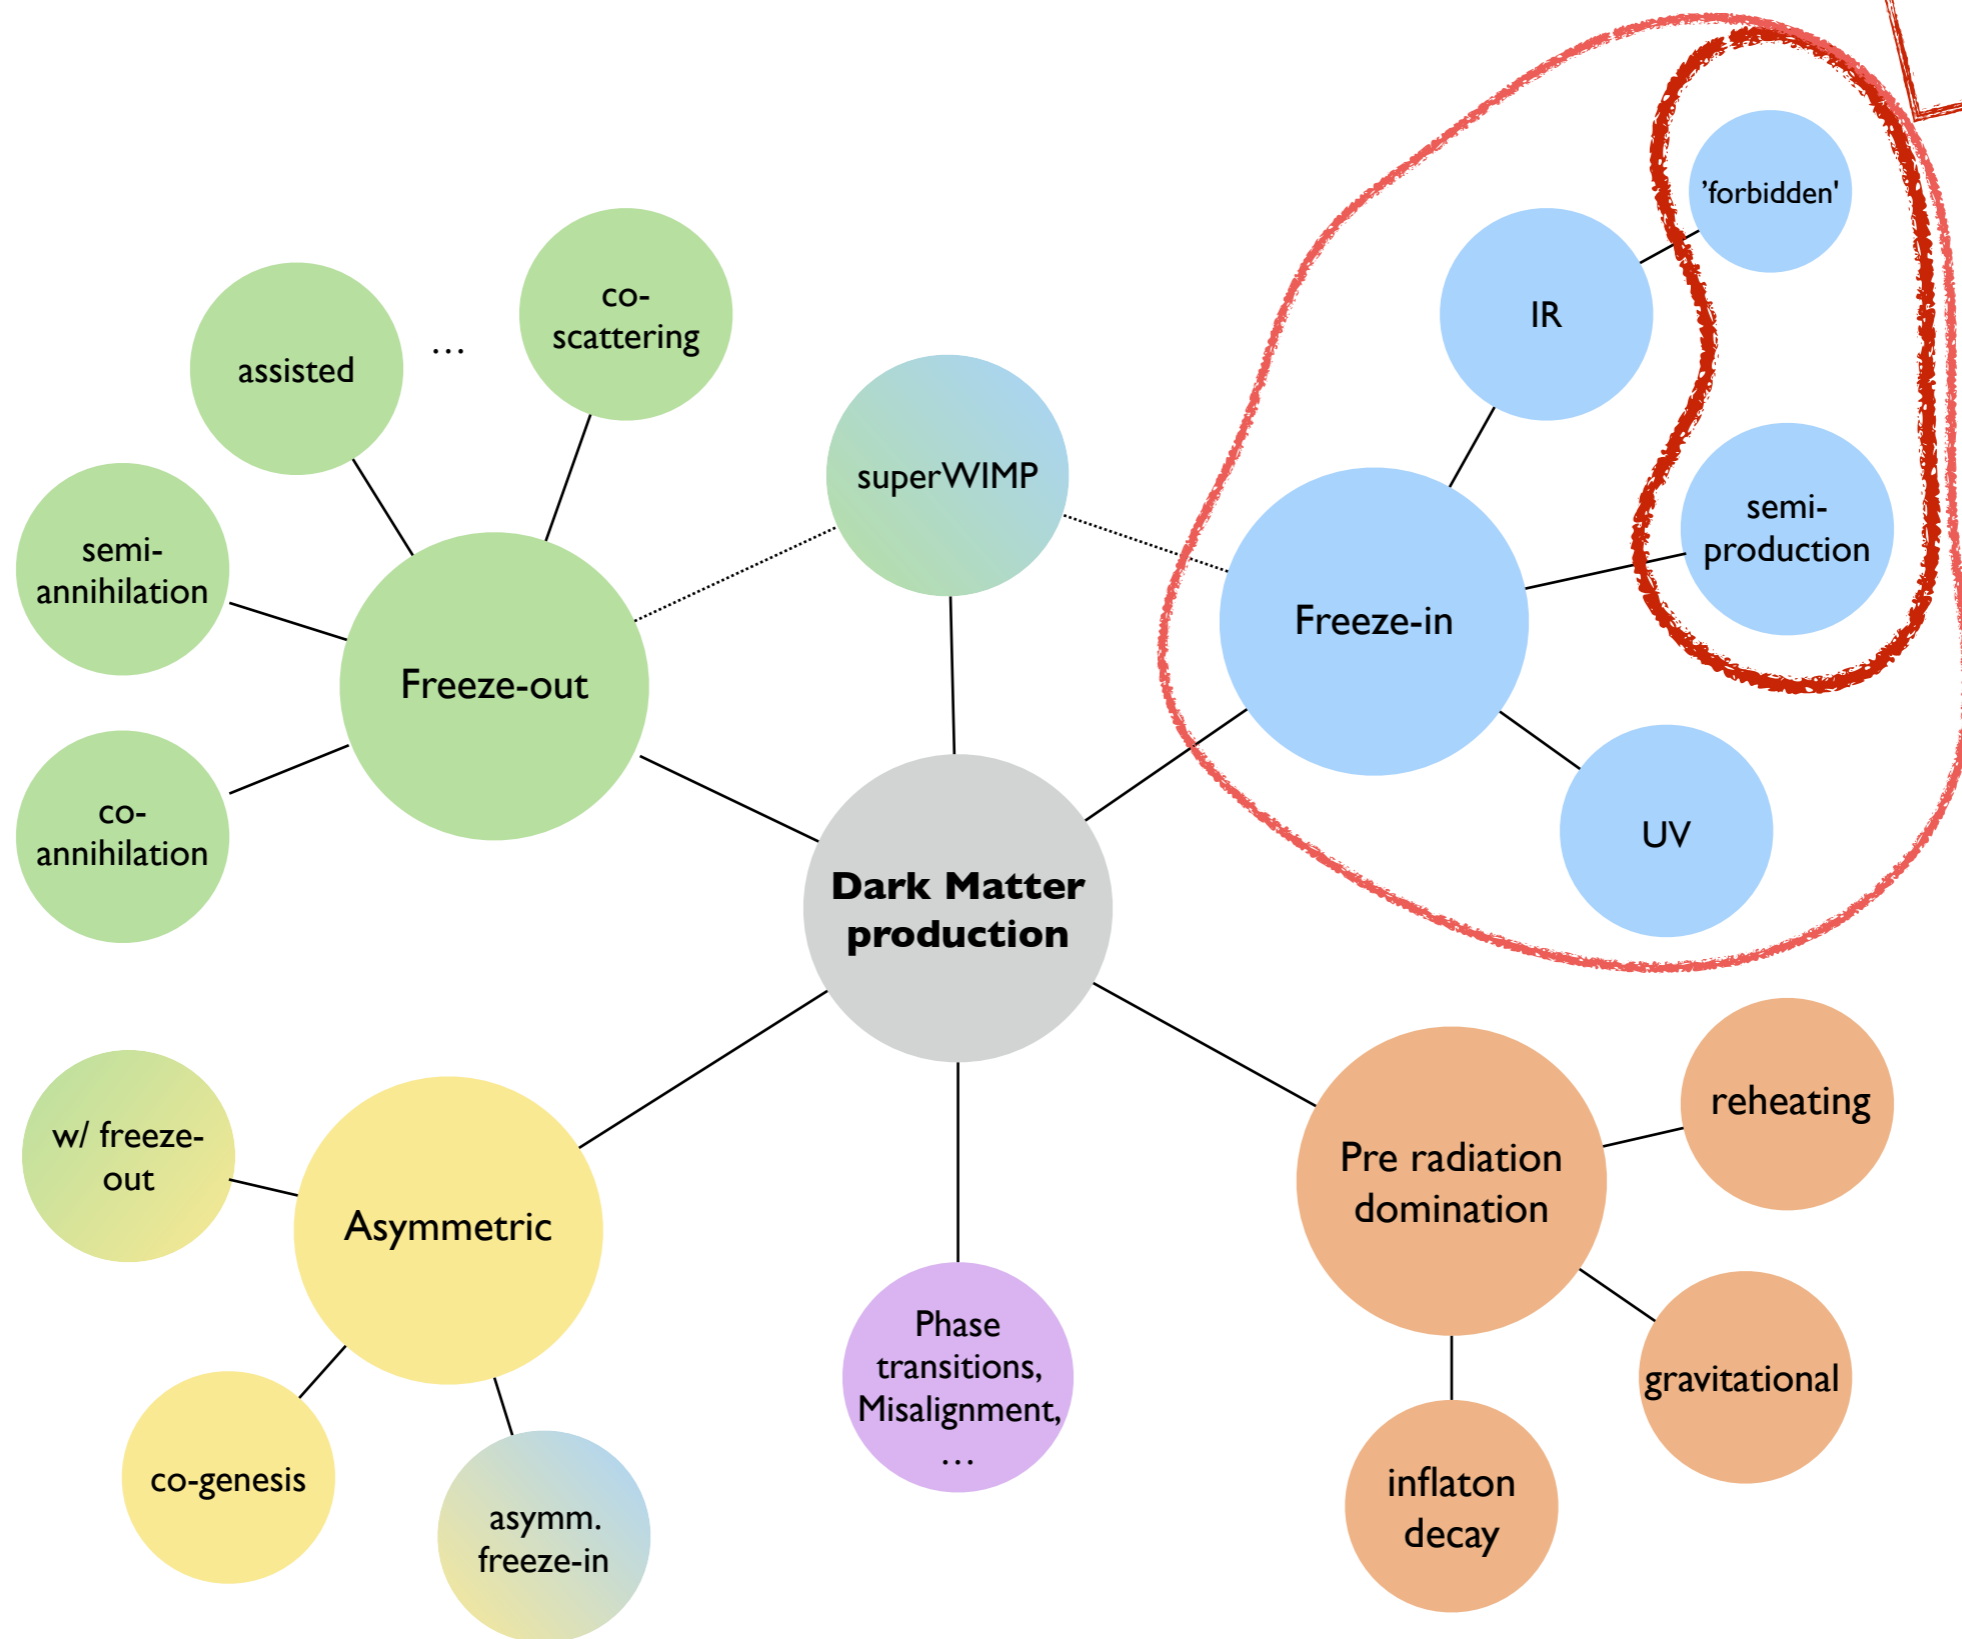 'forbidden'
IR
co-
scattering
assisted
...
superWIMP
semi-
production
semi-
annihilation
Freeze-in
Freeze-out
co-
annihilation
UV
Dark Matter
production
reheating
w/ freeze-
out
Pre radiation
domination
Asymmetric
Phase
transitions,
Misalignment,
...
gravitational
co-genesis
inflaton
decay
asymm.
freeze-in